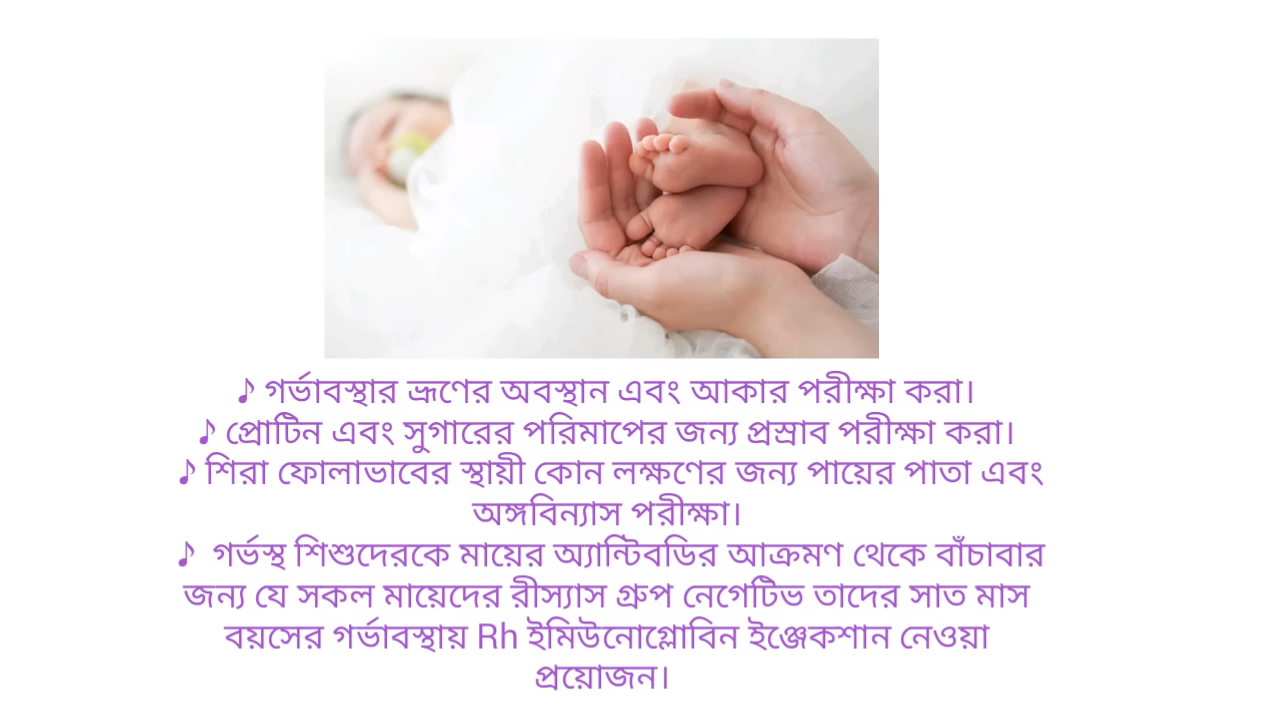 ♪ গর্ভাবস্থার ভ্রূণের অবস্থান এবং আকার পরীক্ষা করা।
♪ প্রোটিন এবং সুগারের পরিমাপের জন্য প্রস্রাব পরীক্ষা করা।
♪ শিরা ফোলাভাবের স্থায়ী কোন লক্ষণের জন্য পায়ের পাতা এবং
অঙ্গবিন্যাস পরীক্ষা।
♪ গর্ভস্থ শিশুদেরকে মায়ের অ্যান্টিবডির আক্রমণ থেকে বাঁচাবার
জন্য যে সকল মায়েদের রীস্যাস গ্রুপ নেগেটিভ তাদের সাত মাস
বয়সের গর্ভাবস্থায় Rh ইমিউনোগ্লোবিন ইঞ্জেকশান নেওয়া
প্রয়োজন।